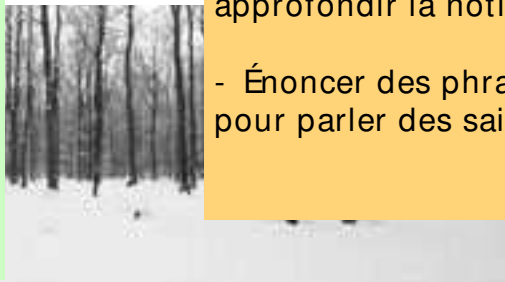 approfondir la noti
- Énoncer des phra
pour parler des sai